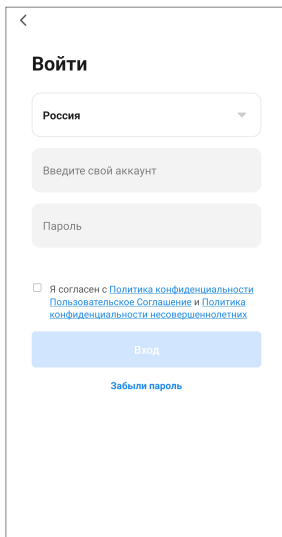 Войти
Россия
Введите свой аккаунт
Пароль
Я согласен с Политика конфиденциальности
Пользовательское Соглашение и Политика
конфиденциальности несовершеннолетних
Вход
Забыли пароль